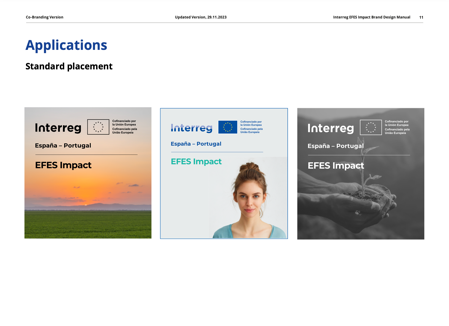 Co-Branding Version
Updated Version, 29.11.2023
Interreg EFES Impact Brand Design Manual 11
Applications
Standard placement
Interreg
Cofinanciado por
la Unión Europea
Cofinanciado pela
União Europeia
España – Portugal
EFES Impact
Interreg
Cofinanciado por
la Unión Europea
Cofinanciado pela
União Europeia
España – Portugal
EFES Impact
Interreg
Cofinanciado por
la Unión Europea
Cofinanciado pela
União Europeia
España – Portugal
EFES Impact